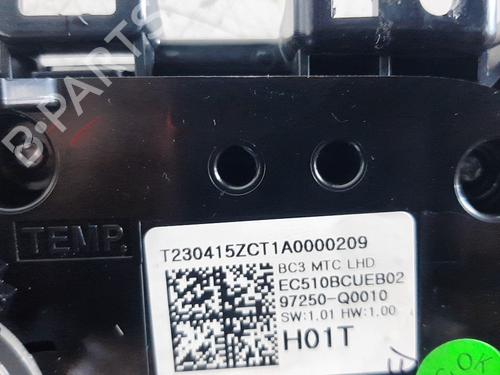 B-PARTS
TEMP.
T230415ZCT1A0000209
BC3 MTC LHD
EC510BCUEB02
97250-Q0010
SW:1.01 HW:1.00
H01T
OK